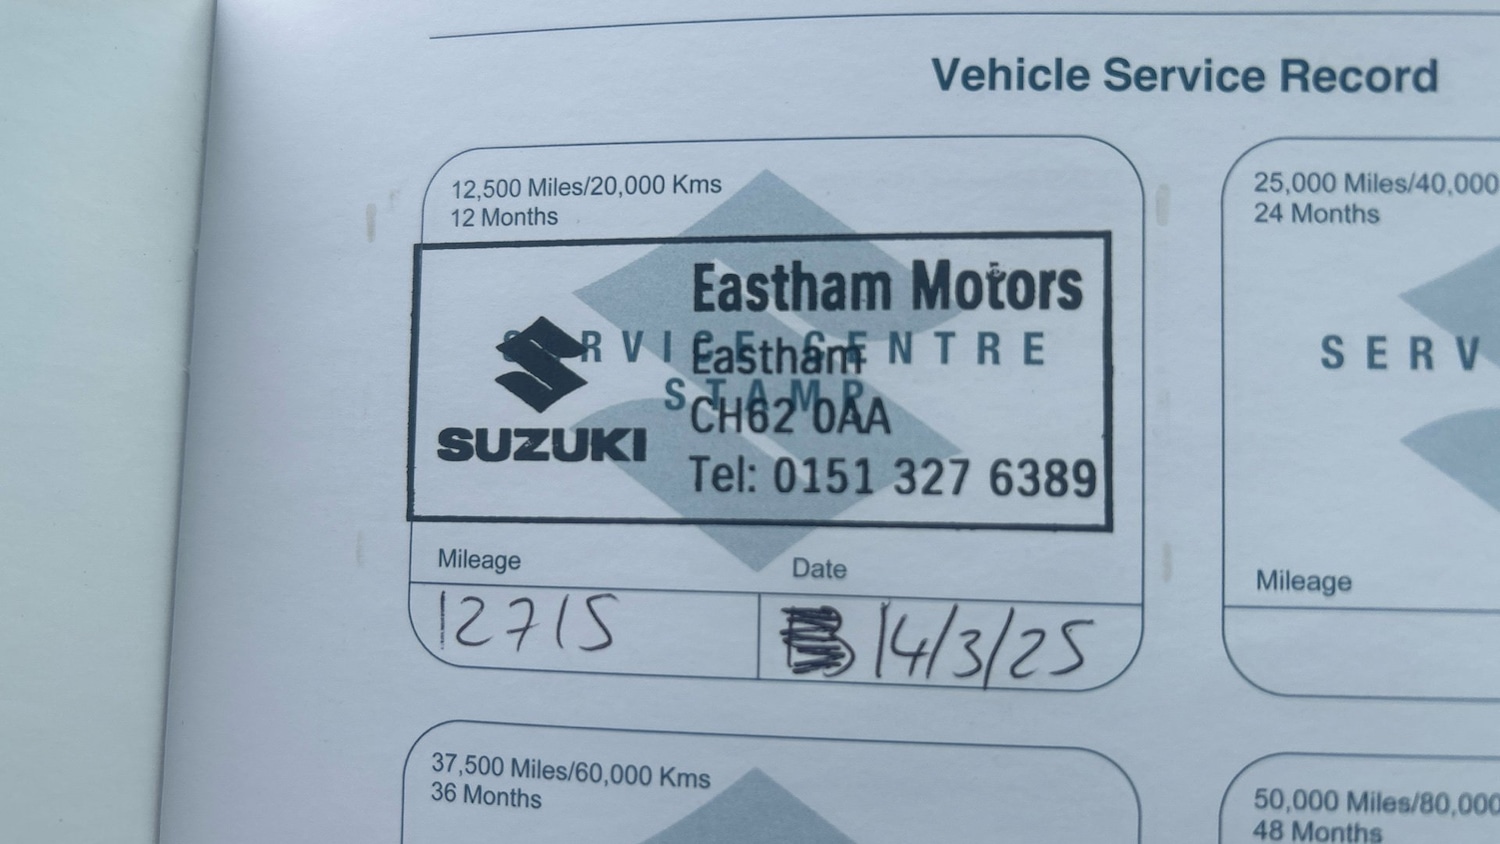 Vehicle Service Record
12,500 Miles/20,000 Kms
12 Months
SERVICE CENTRE
STAMP
Eastham Motors
Eastham
CH62 0AA
Tel: 0151 327 6389
SUZUKI
Mileage
Date
12715
14/3/25
25,000 Miles/40,000
24 Months
SERV
Mileage
37,500 Miles/60,000 Kms
36 Months
50,000 Miles/80,000
48 Months